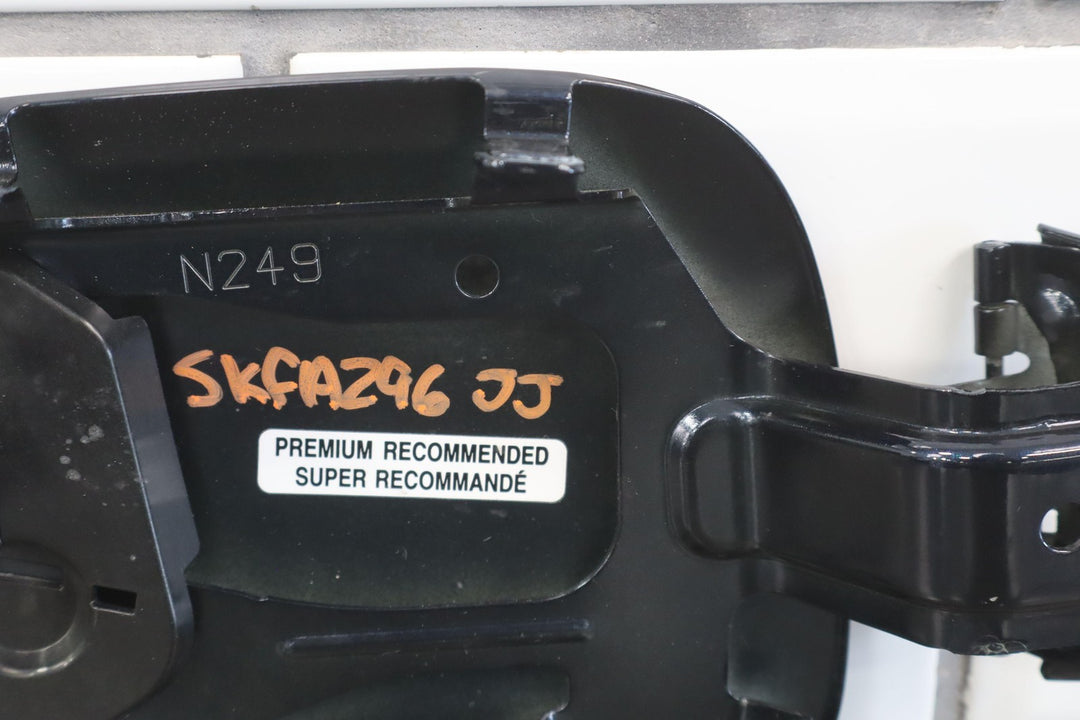 N249
SKFA296 JJ
PREMIUM RECOMMENDED
SUPER RECOMMANDÉ